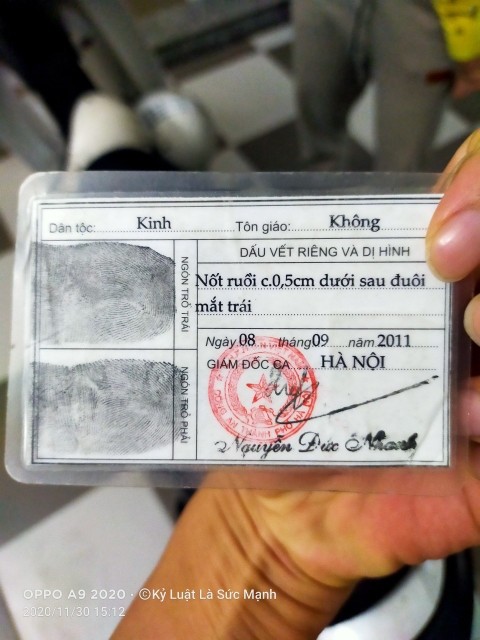 Dân tộc: Kinh Tôn giáo: Không
DẤU VẾT RIÊNG VÀ DỊ HÌNH
Nốt ruồi c.0,5cm dưới sau đuôi
mắt trái
NGÓN TRỎ TRÁI
Ngày 08 tháng 09 năm 2011
GIÁM ĐỐC CA HÀ NỘI
NGÓN TRỎ PHẢI
Nguyễn Đức Nhanh
OPPO A9 2020 · ©Kỷ Luật Là Sức Mạnh
2020/11/30 15:12